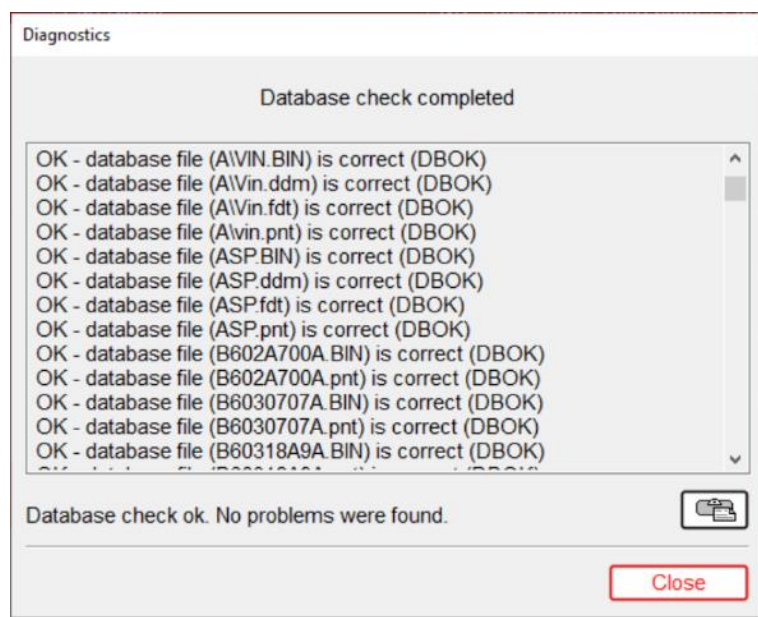 Diagnostics
Database check completed
OK - database file (A\VIN.BIN) is correct (DBOK)
OK - database file (A\Vin.ddm) is correct (DBOK)
OK - database file (A\Vin.fdt) is correct (DBOK)
OK - database file (A\vin.pnt) is correct (DBOK)
OK - database file (ASP.BIN) is correct (DBOK)
OK - database file (ASP.ddm) is correct (DBOK)
OK - database file (ASP.fdt) is correct (DBOK)
OK - database file (ASP.pnt) is correct (DBOK)
OK - database file (B602A700A.BIN) is correct (DBOK)
OK - database file (B602A700A.pnt) is correct (DBOK)
OK - database file (B6030707A.BIN) is correct (DBOK)
OK - database file (B6030707A.pnt) is correct (DBOK)
OK - database file (B60318A9A.BIN) is correct (DBOK)
Database check ok. No problems were found.
Close